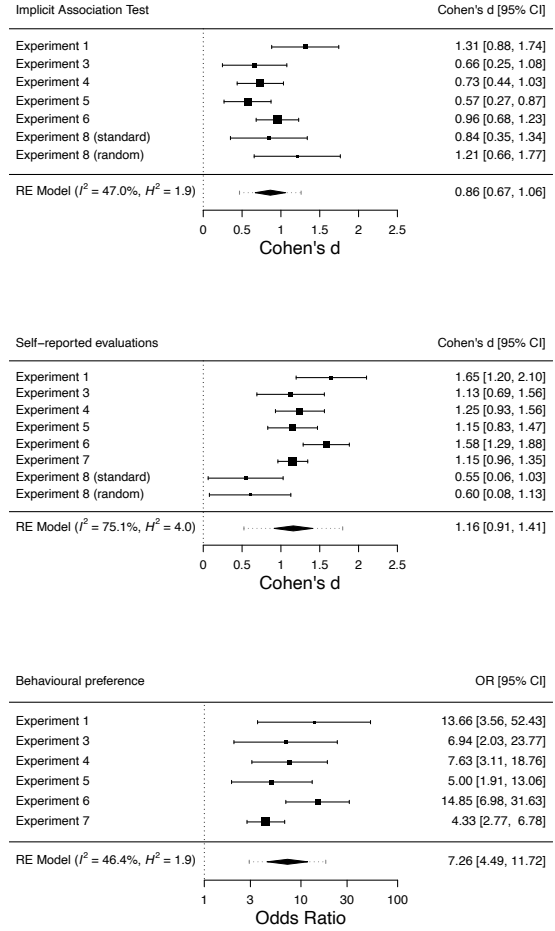 Implicit Association Test Cohen's d [95% CI]
Experiment 1 1.31 [0.88, 1.74]
Experiment 3 0.66 [0.25, 1.08]
Experiment 4 0.73 [0.44, 1.03]
Experiment 5 0.57 [0.27, 0.87]
Experiment 6 0.96 [0.68, 1.23]
Experiment 8 (standard) 0.84 [0.35, 1.34]
Experiment 8 (random) 1.21 [0.66, 1.77]
RE Model (I² = 47.0%, H² = 1.9) 0.86 [0.67, 1.06]
0 0.5 1 1.5 2 2.5
Cohen's d
Self−reported evaluations Cohen's d [95% CI]
Experiment 1 1.65 [1.20, 2.10]
Experiment 3 1.13 [0.69, 1.56]
Experiment 4 1.25 [0.93, 1.56]
Experiment 5 1.15 [0.83, 1.47]
Experiment 6 1.58 [1.29, 1.88]
Experiment 7 1.15 [0.96, 1.35]
Experiment 8 (standard) 0.55 [0.06, 1.03]
Experiment 8 (random) 0.60 [0.08, 1.13]
RE Model (I² = 75.1%, H² = 4.0) 1.16 [0.91, 1.41]
0 0.5 1 1.5 2 2.5
Cohen's d
Behavioural preference OR [95% CI]
Experiment 1 13.66 [3.56, 52.43]
Experiment 3 6.94 [2.03, 23.77]
Experiment 4 7.63 [3.11, 18.76]
Experiment 5 5.00 [1.91, 13.06]
Experiment 6 14.85 [6.98, 31.63]
Experiment 7 4.33 [2.77, 6.78]
RE Model (I² = 46.4%, H² = 1.9) 7.26 [4.49, 11.72]
1 3 10 30 100
Odds Ratio